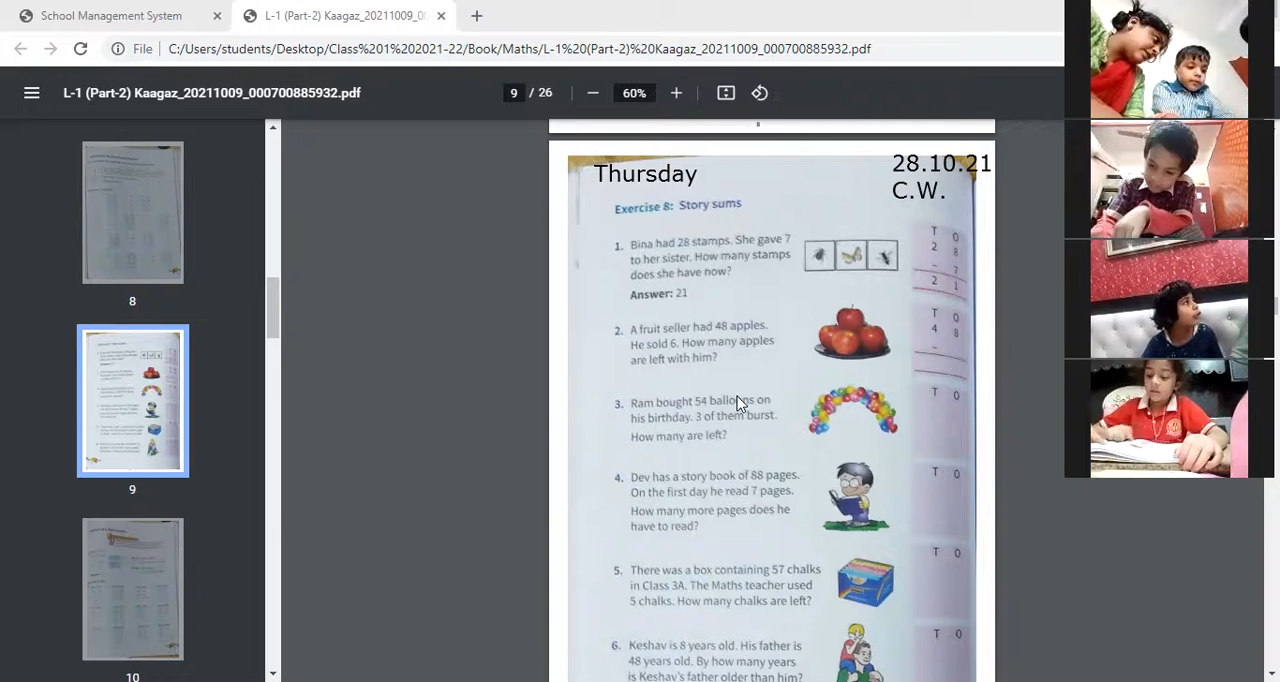 School Management System
L-1 (Part-2) Kaagaz_20211009_0
File
C:/Users/students/Desktop/Class%201%202021-22/Book/Maths/L-1%20(Part-2)%20Kaagaz_20211009_000700885932.pdf
L-1 (Part-2) Kaagaz_20211009_000700885932.pdf
9 / 26
60%
8
9
10
8
Thursday
28.10.21
C.W.
Exercise 8: Story sums
1. Bina had 28 stamps. She gave 7
to her sister. How many stamps
does she have now?
Answer: 21
T O
2 8
- 7
2 1
2. A fruit seller had 48 apples.
He sold 6. How many apples
are left with him?
T O
4 8
-
3. Ram bought 54 balloons on
his birthday. 3 of them burst.
How many are left?
T O
4. Dev has a story book of 88 pages.
On the first day he read 7 pages.
How many more pages does he
have to read?
T O
5. There was a box containing 57 chalks
in Class 3A. The Maths teacher used
5 chalks. How many chalks are left?
T O
6. Keshav is 8 years old. His father is
48 years old. By how many years
is Keshav's father older than him?
T O